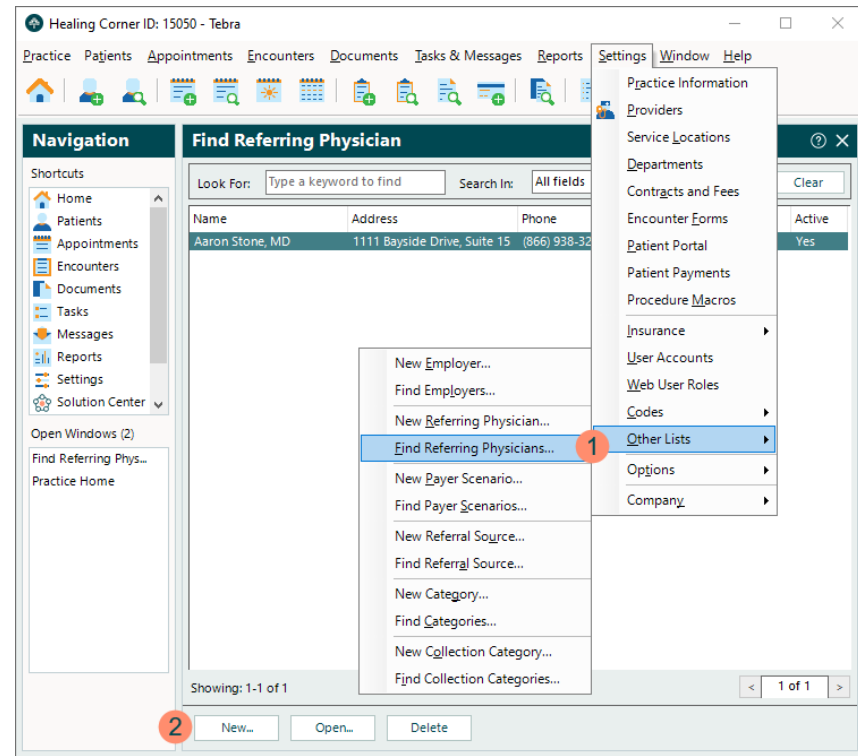 Healing Corner ID: 15050 - Tebra
Practice Patients Appointments Encounters Documents Tasks & Messages Reports Settings Window Help
Navigation
Shortcuts
Home
Patients
Appointments
Encounters
Documents
Tasks
Messages
Reports
Settings
Solution Center
Open Windows (2)
Find Referring Phys...
Practice Home
Find Referring Physician
Look For: Type a keyword to find Search In: All fields Clear
Name Address Phone Active
Aaron Stone, MD 1111 Bayside Drive, Suite 15 (866) 938-32 Yes
Practice Information
Providers
Service Locations
Departments
Contracts and Fees
Encounter Forms
Patient Portal
Patient Payments
Procedure Macros
Insurance
User Accounts
Web User Roles
Codes
1 Other Lists
Options
Company
New Employer...
Find Employers...
New Referring Physician...
Find Referring Physicians...
New Payer Scenario...
Find Payer Scenarios...
New Referral Source...
Find Referral Source...
New Category...
Find Categories...
New Collection Category...
Find Collection Categories...
Showing: 1-1 of 1 < 1 of 1 >
2 New... Open... Delete